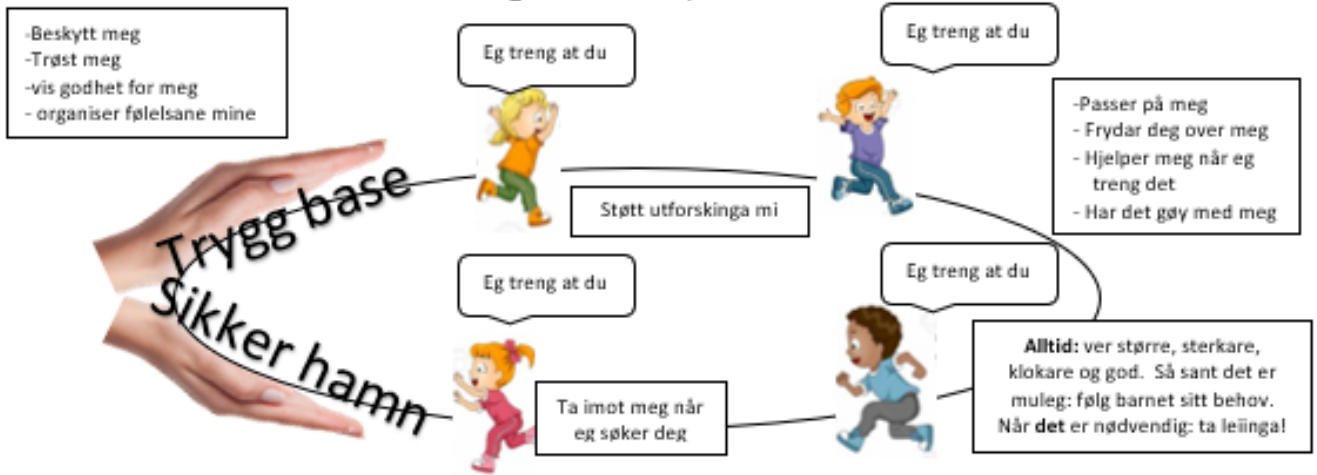 -Beskytt meg
-Trøst meg
-vis godhet for meg
- organiser følelsane mine
Eg treng at du
Eg treng at du
-Passer på meg
- Frydar deg over meg
- Hjelper meg når eg
treng det
- Har det gøy med meg
Trygg base
Støtt utforskinga mi
Sikker hamn
Eg treng at du
Eg treng at du
Ta imot meg når
eg søker deg
Alltid: ver større, sterkare,
klokare og god. Så sant det er
muleg: følg barnet sitt behov.
Når det er nødvendig: ta leiinga!